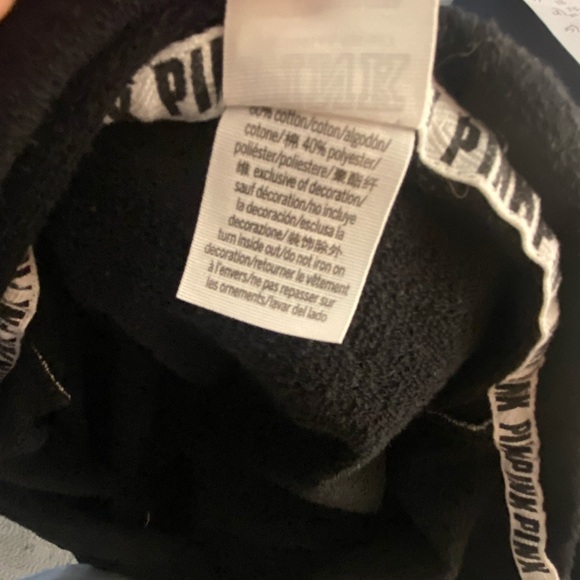 PINK
PINK
60% cotton/coton/algodón/
cotone/棉 40% polyester/
poliéster/poliestere/聚酯纤
维 exclusive of decoration/
sauf décoration/no incluye
la decoración/esclusa la
decorazione/装饰除外
turn inside out/do not iron on
decoration/retourner le vêtement
à l'envers/ne pas repasser sur
les ornements/lavar del lado
PINK PINK PINK